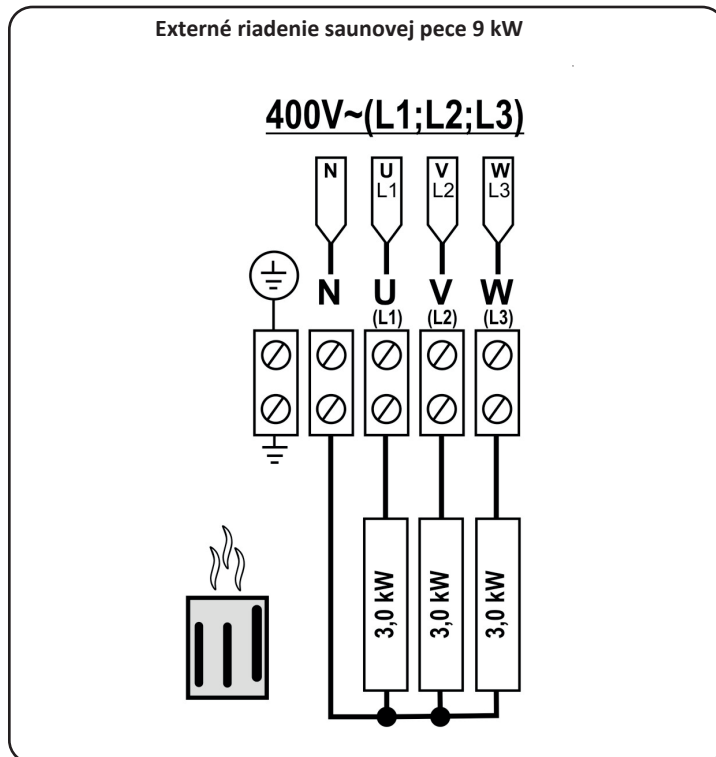 Externé riadenie saunovej pece 9 kW
400V~(L1;L2;L3)
N U V W
L1 L2 L3
N U V W
(L1) (L2) (L3)
3,0 kW 3,0 kW 3,0 kW